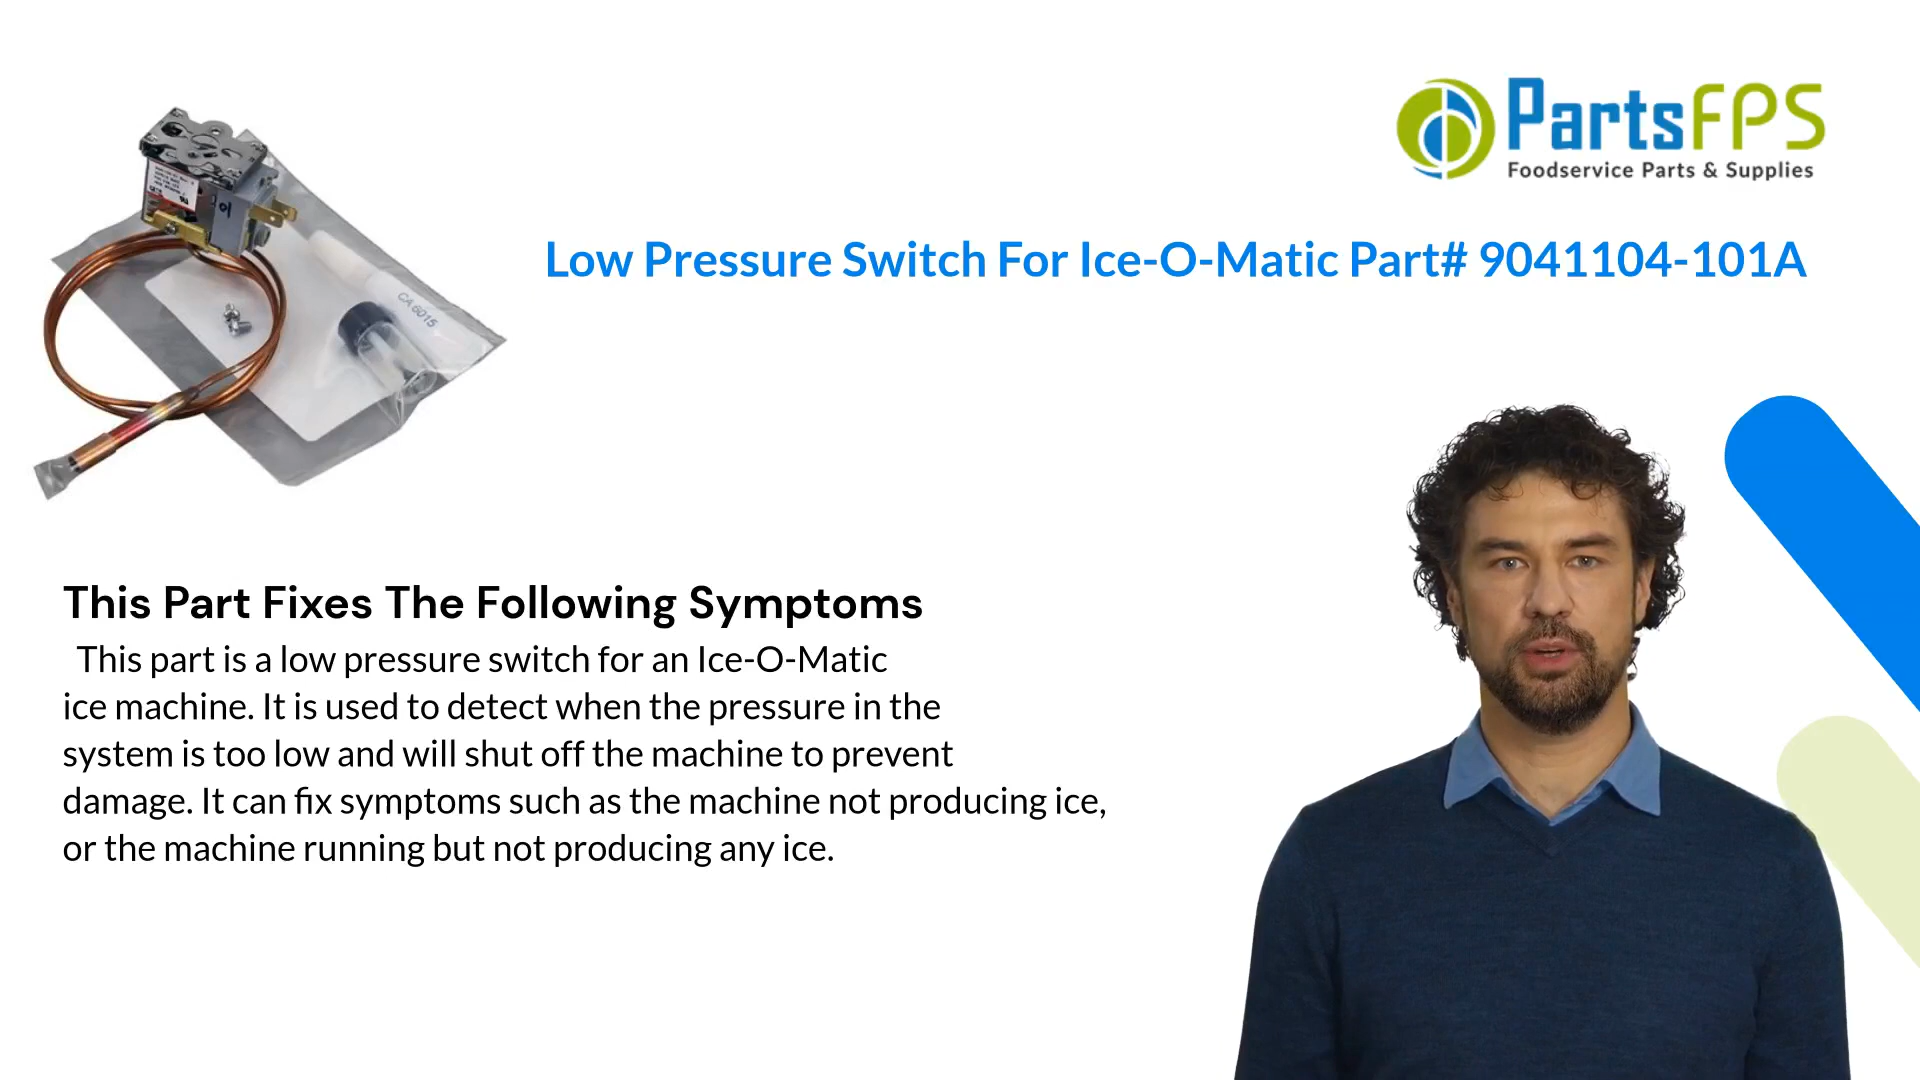 PartsFPS
Foodservice Parts & Supplies
Low Pressure Switch For Ice-O-Matic Part# 9041104-101A
CA 6015
This Part Fixes The Following Symptoms
This part is a low pressure switch for an Ice-O-Matic
ice machine. It is used to detect when the pressure in the
system is too low and will shut off the machine to prevent
damage. It can fix symptoms such as the machine not producing ice,
or the machine running but not producing any ice.